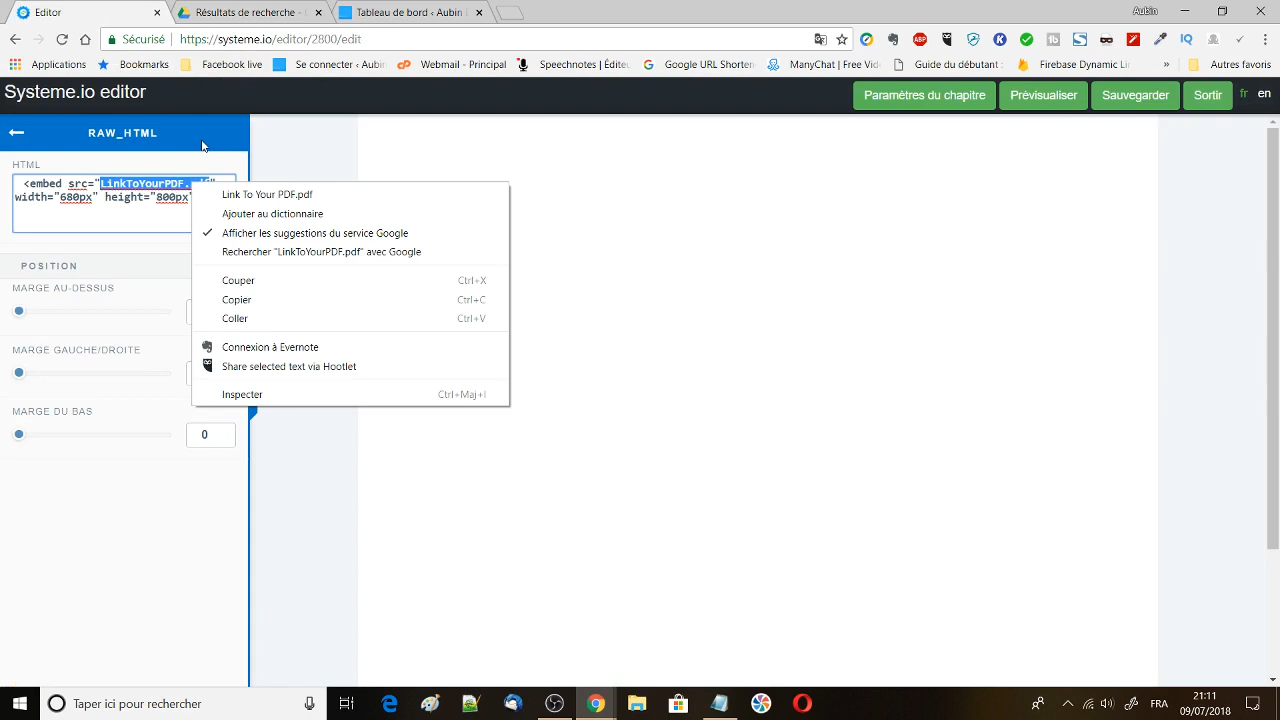 Editor
Résultats de recherche -
Tableau de bord ‹ Aubin
Aubin
Sécurisé
https://systeme.io/editor/2800/edit
Applications
Bookmarks
Facebook live
Se connecter ‹ Aubin
Webmail - Principal
Speechnotes | Éditeu
Google URL Shorten
ManyChat | Free Vid
Guide du débutant :
Firebase Dynamic Lin
»
Autres favoris
Systeme.io editor
Paramètres du chapitre
Prévisualiser
Sauvegarder
Sortir
fr
en
RAW_HTML
HTML
<embed src="LinkToYourPDF.pdf"
width="680px" height="800px"
Link To Your PDF.pdf
Ajouter au dictionnaire
Afficher les suggestions du service Google
Rechercher "LinkToYourPDF.pdf" avec Google
Couper Ctrl+X
Copier Ctrl+C
Coller Ctrl+V
Connexion à Evernote
Share selected text via Hootlet
Inspecter Ctrl+Maj+I
POSITION
MARGE AU-DESSUS
MARGE GAUCHE/DROITE
MARGE DU BAS
0
Taper ici pour rechercher
FRA
21:11
09/07/2018